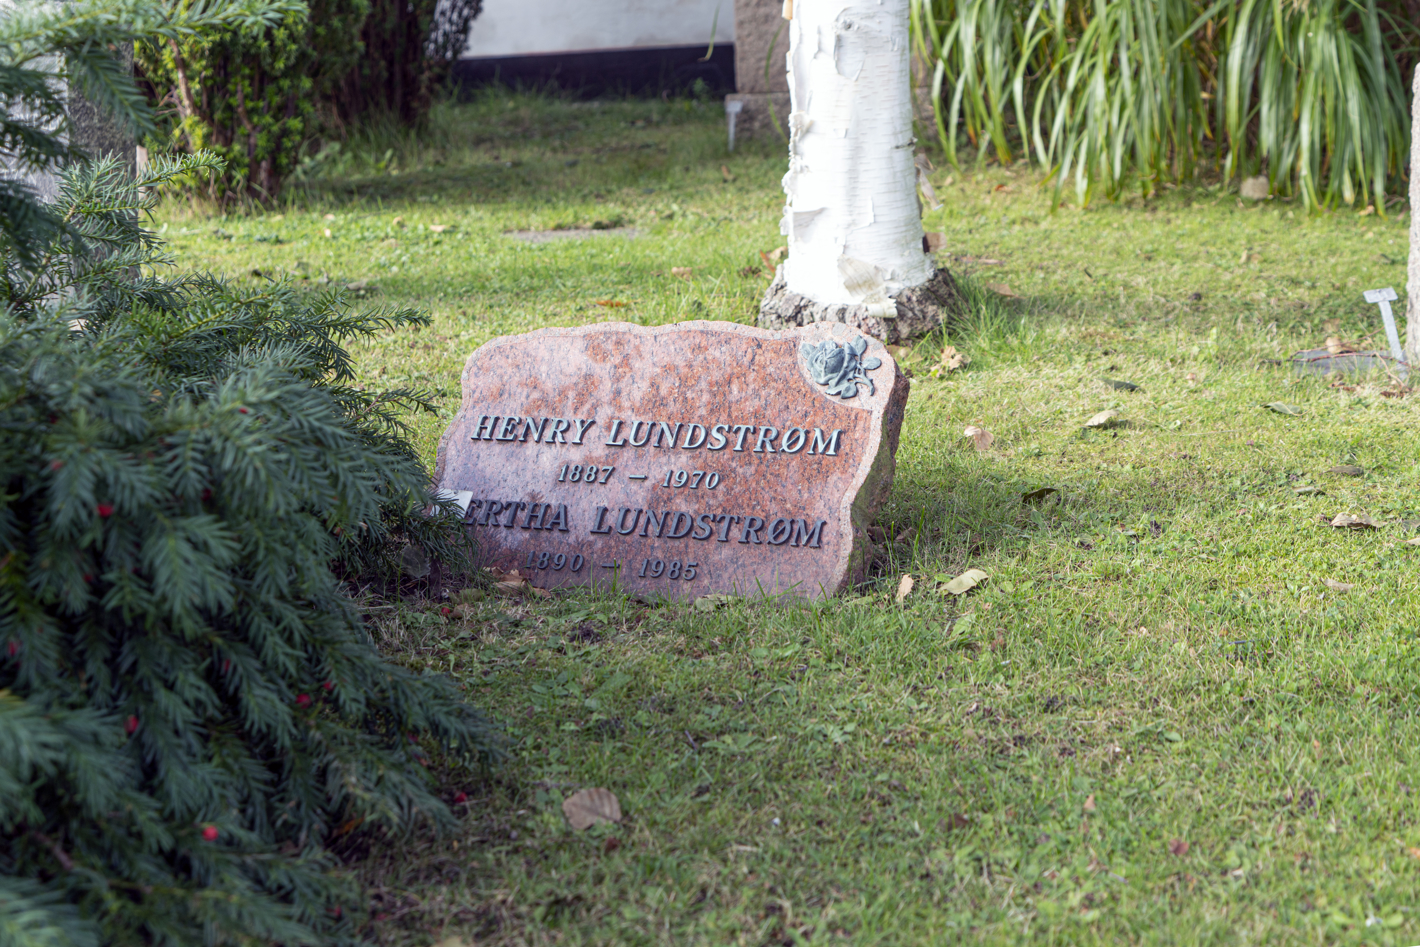 HENRY LUNDSTRØM
1887 – 1970
ERTHA LUNDSTRØM
1890 – 1985